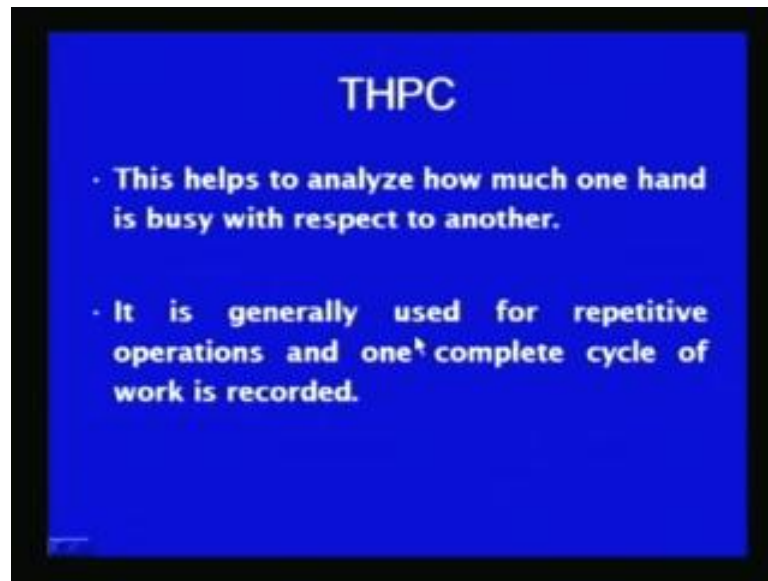 THPC
· This helps to analyze how much one hand
is busy with respect to another.
· It is generally used for repetitive
operations and one complete cycle of
work is recorded.